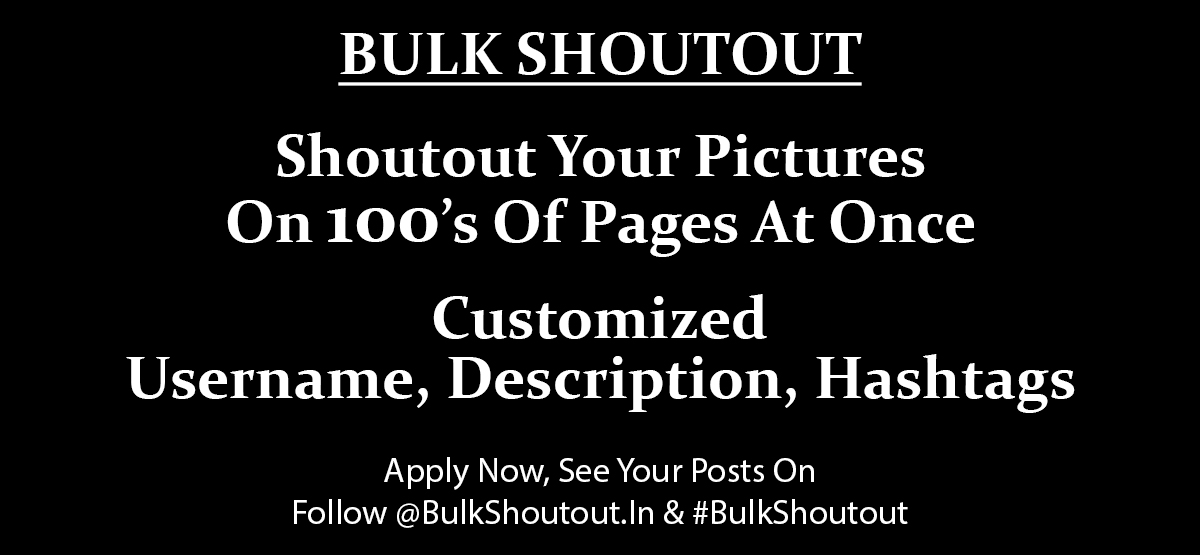 BULK SHOUTOUT
Shoutout Your Pictures
On 100’s Of Pages At Once
Customized
Username, Description, Hashtags
Apply Now, See Your Posts On
Follow @BulkShoutout.In & #BulkShoutout